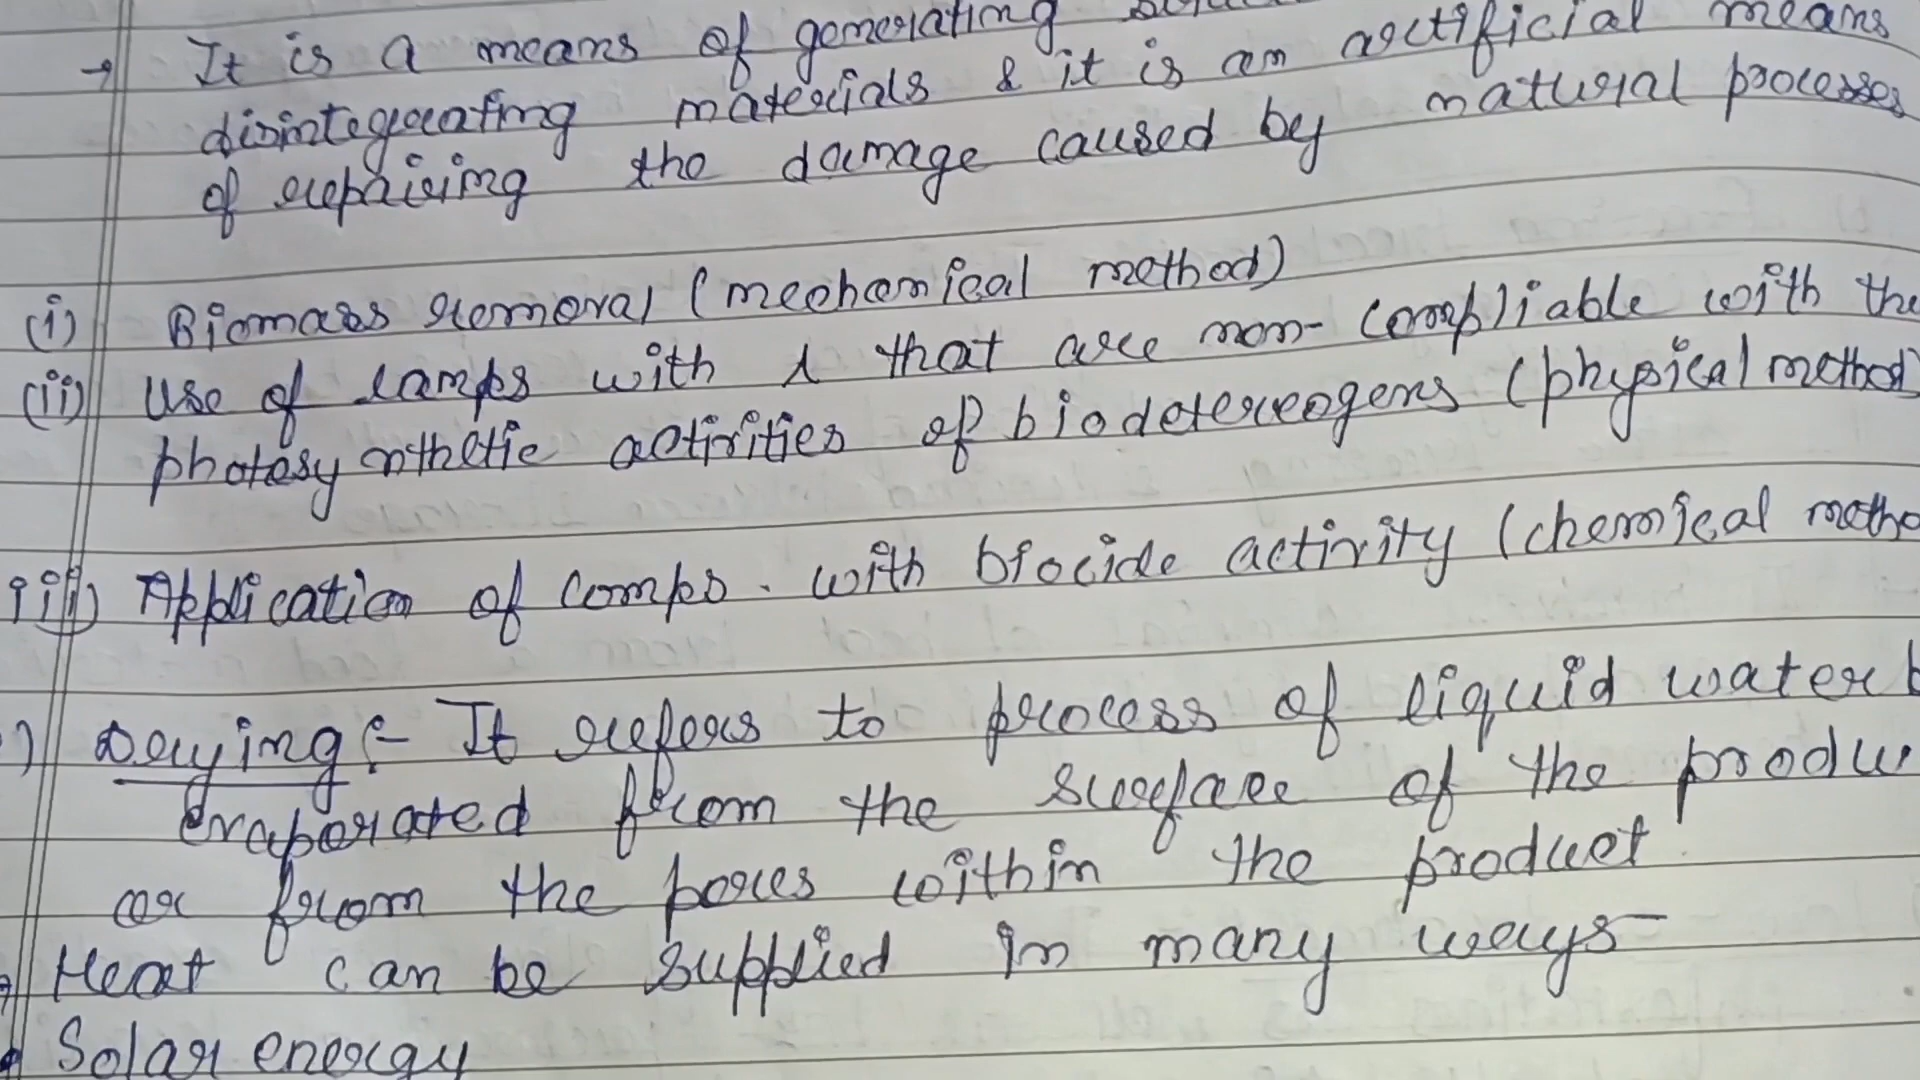 → It is a means of generating
disintegrating materials & it is an artificial means
of repairing the damage caused by natural processes
(i) Biomass removal (mechanical method)
(ii) Use of lamps with λ that are non-compliable with the
photosynthetic activities of biodetereogens (physical method)
iii) Application of comps. with biocide activity (chemical metho
) Drying :- It refers to process of liquid water b
evaporated from the surface of the produ
or from the pores within the product
Heat can be supplied in many ways-
Solar energy